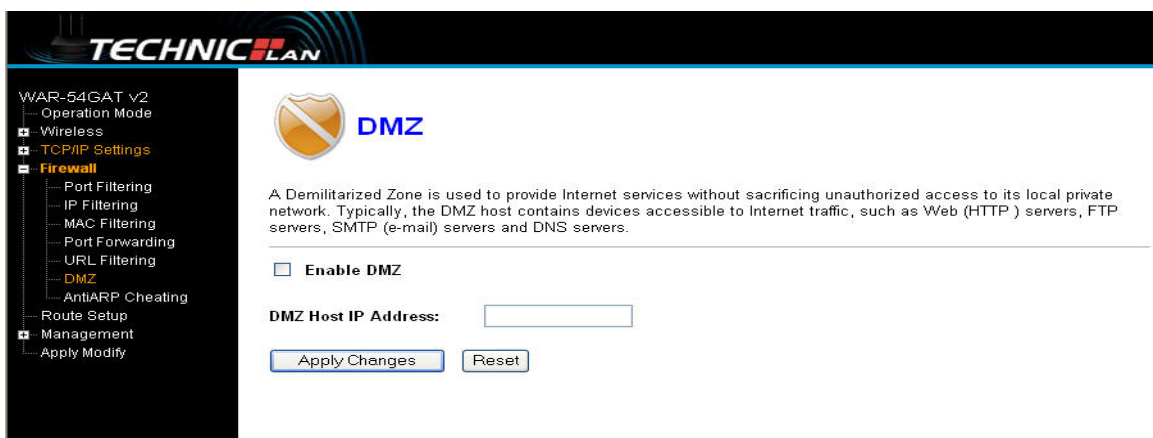 TECHNIC LAN
WAR-54GAT v2
Operation Mode
Wireless
TCP/IP Settings
Firewall
Port Filtering
IP Filtering
MAC Filtering
Port Forwarding
URL Filtering
DMZ
AntiARP Cheating
Route Setup
Management
Apply Modify
DMZ
A Demilitarized Zone is used to provide Internet services without sacrificing unauthorized access to its local private
network. Typically, the DMZ host contains devices accessible to Internet traffic, such as Web (HTTP ) servers, FTP
servers, SMTP (e-mail) servers and DNS servers.
Enable DMZ
DMZ Host IP Address:
Apply Changes Reset